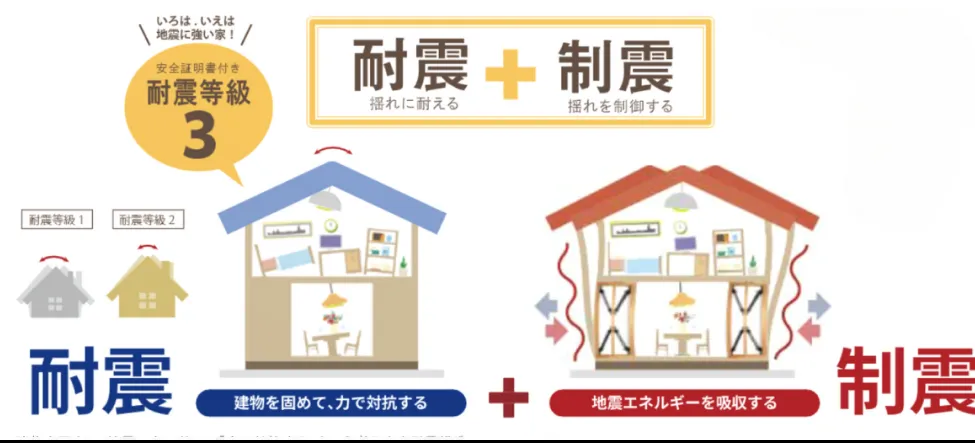 いろは.いえは
地震に強い家！
安全証明書付き
耐震等級
3
耐震
揺れに耐える
制震
揺れを制御する
耐震等級 1
耐震等級 2
耐震
建物を固めて、力で対抗する
地震エネルギーを吸収する
制震